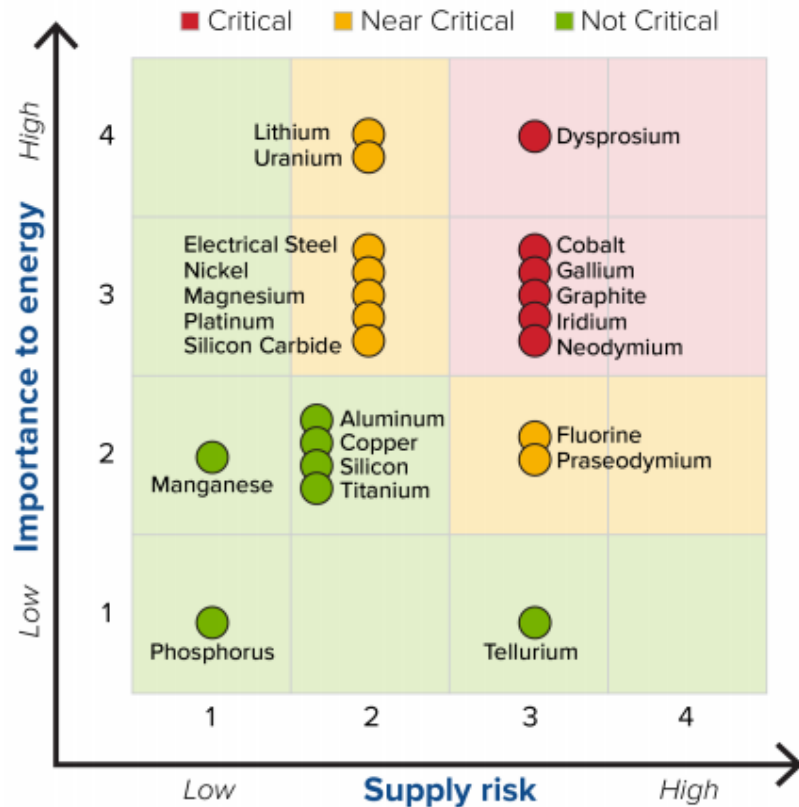 Critical Near Critical Not Critical
High
Importance to energy
Low
4
Lithium
Uranium
Dysprosium
3
Electrical Steel
Nickel
Magnesium
Platinum
Silicon Carbide
Cobalt
Gallium
Graphite
Iridium
Neodymium
2
Manganese
Aluminum
Copper
Silicon
Titanium
Fluorine
Praseodymium
1
Phosphorus
Tellurium
1 2 3 4
Low Supply risk High